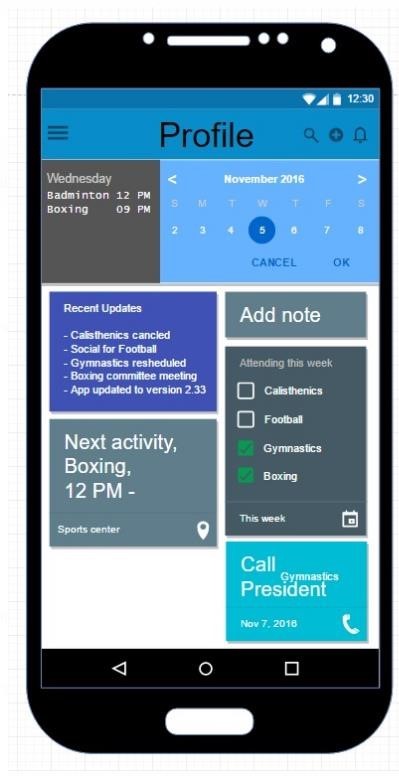 12:30
Profile
Wednesday
Badminton 12 PM
Boxing 09 PM
< November 2016 >
S M T W T F S
2 3 4 5 6 7 8
CANCEL OK
Recent Updates
- Calisthenics cancled
- Social for Football
- Gymnastics resheduled
- Boxing committee meeting
- App updated to version 2.33
Add note
Attending this week
Calisthenics
Football
Gymnastics
Boxing
This week
Next activity,
Boxing,
12 PM -
Sports center
Call
Gymnastics
President
Nov 7, 2016